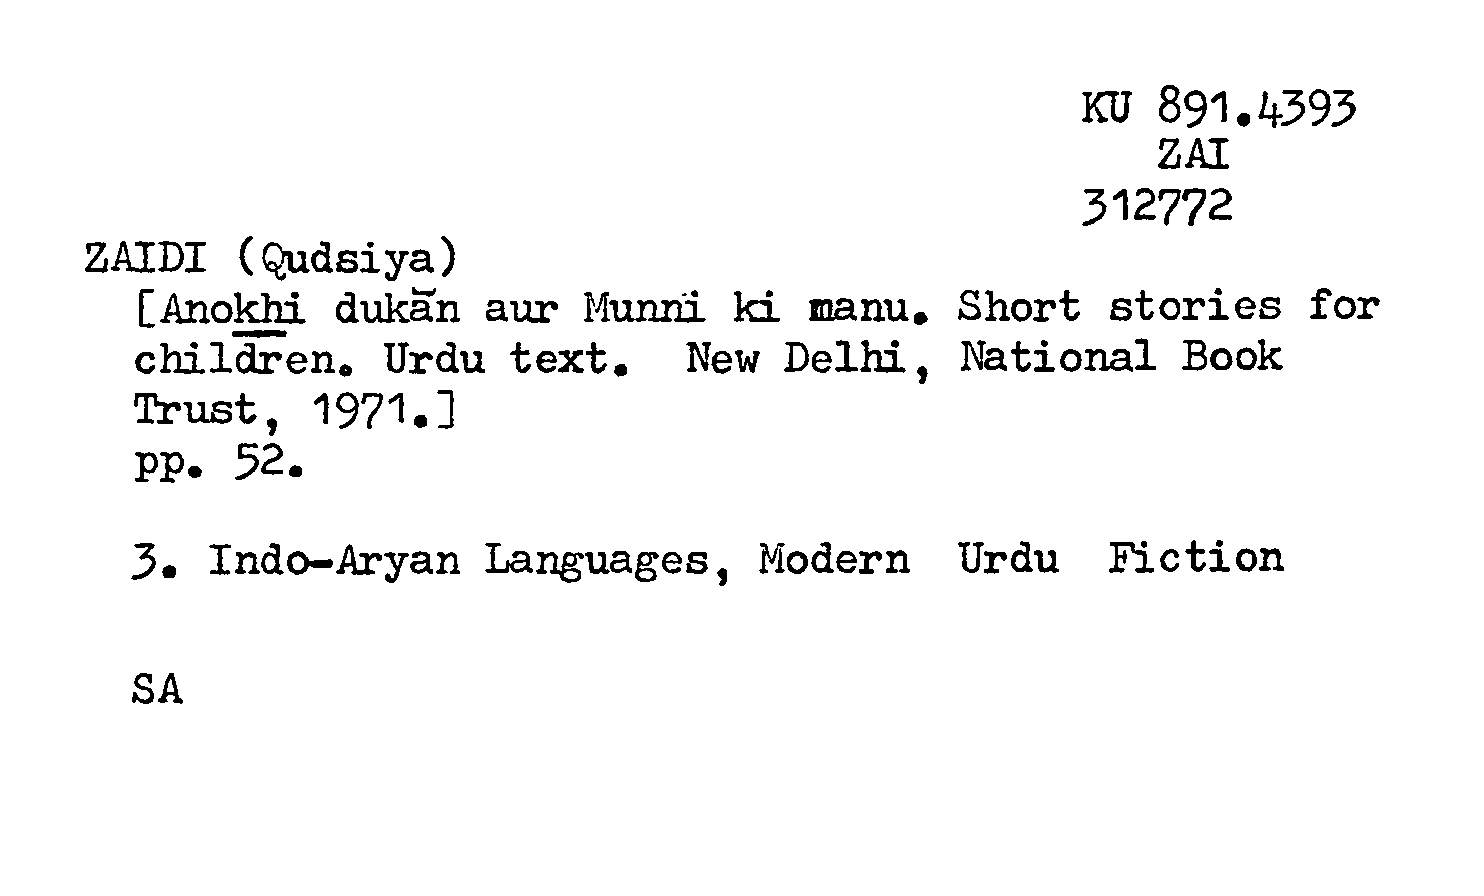 KU 891.4393
ZAI
312772
ZAIDI (Qudsiya)
[Anokhi dukān aur Munni ki manu. Short stories for
children. Urdu text. New Delhi, National Book
Trust, 1971.]
pp. 52.
3. Indo-Aryan Languages, Modern Urdu Fiction
SA